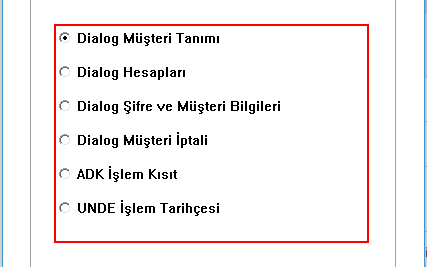 Dialog Müşteri Tanımı
Dialog Hesapları
Dialog Şifre ve Müşteri Bilgileri
Dialog Müşteri İptali
ADK İşlem Kısıt
UNDE İşlem Tarihçesi